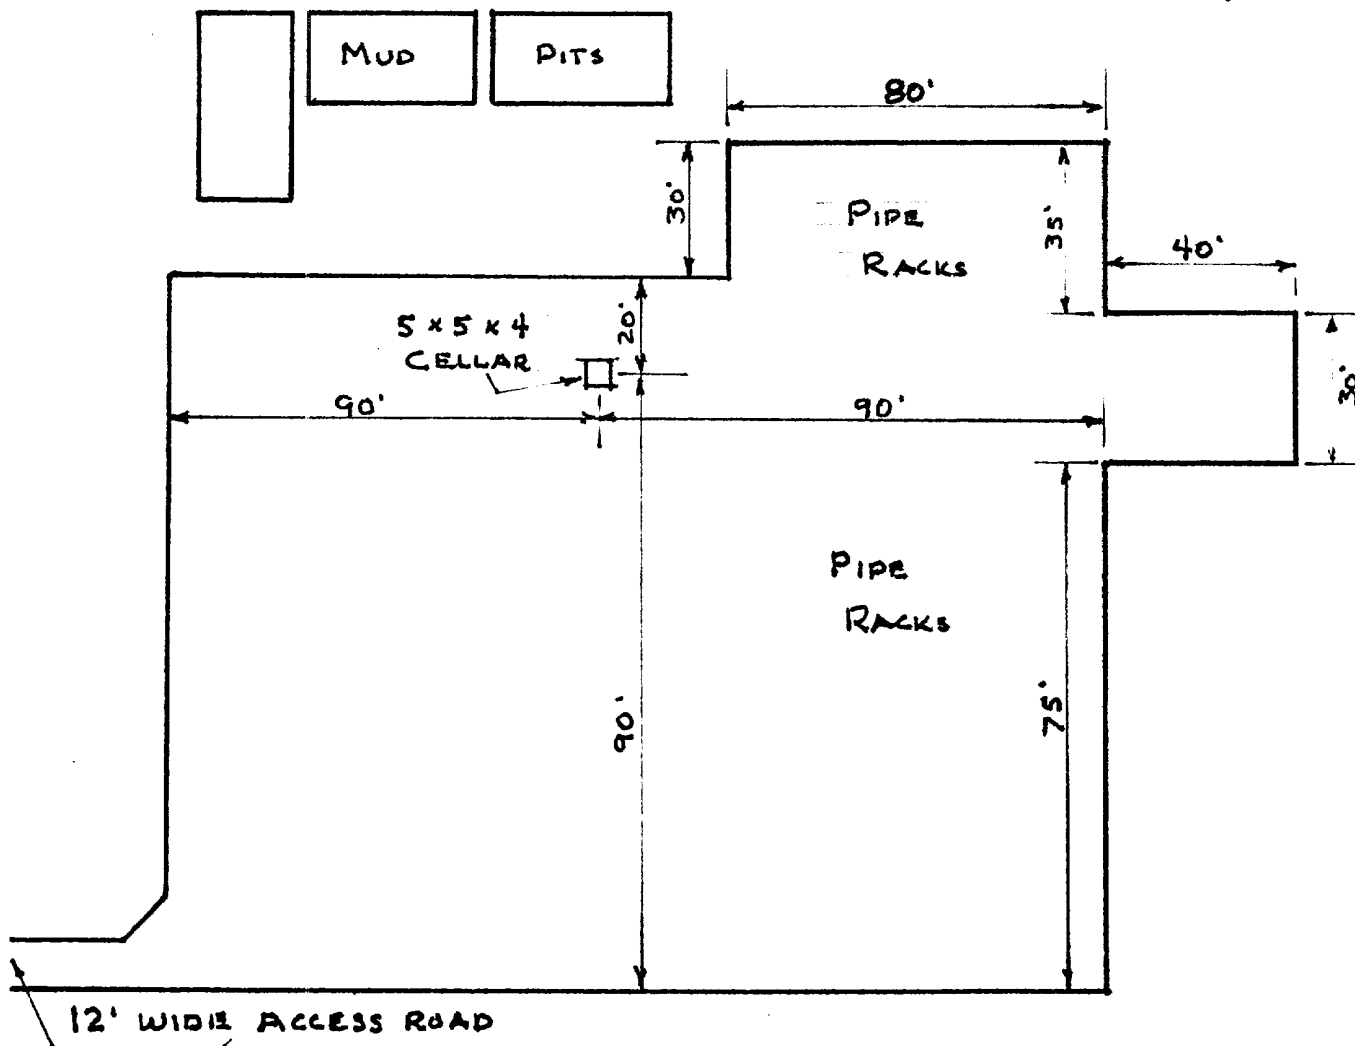 MUD
PITS
80'
30'
PIPE
RACKS
35'
40'
5 x 5 x 4
CELLAR
20'
30'
90'
90'
PIPE
RACKS
90'
75'
12' WIDE ACCESS ROAD